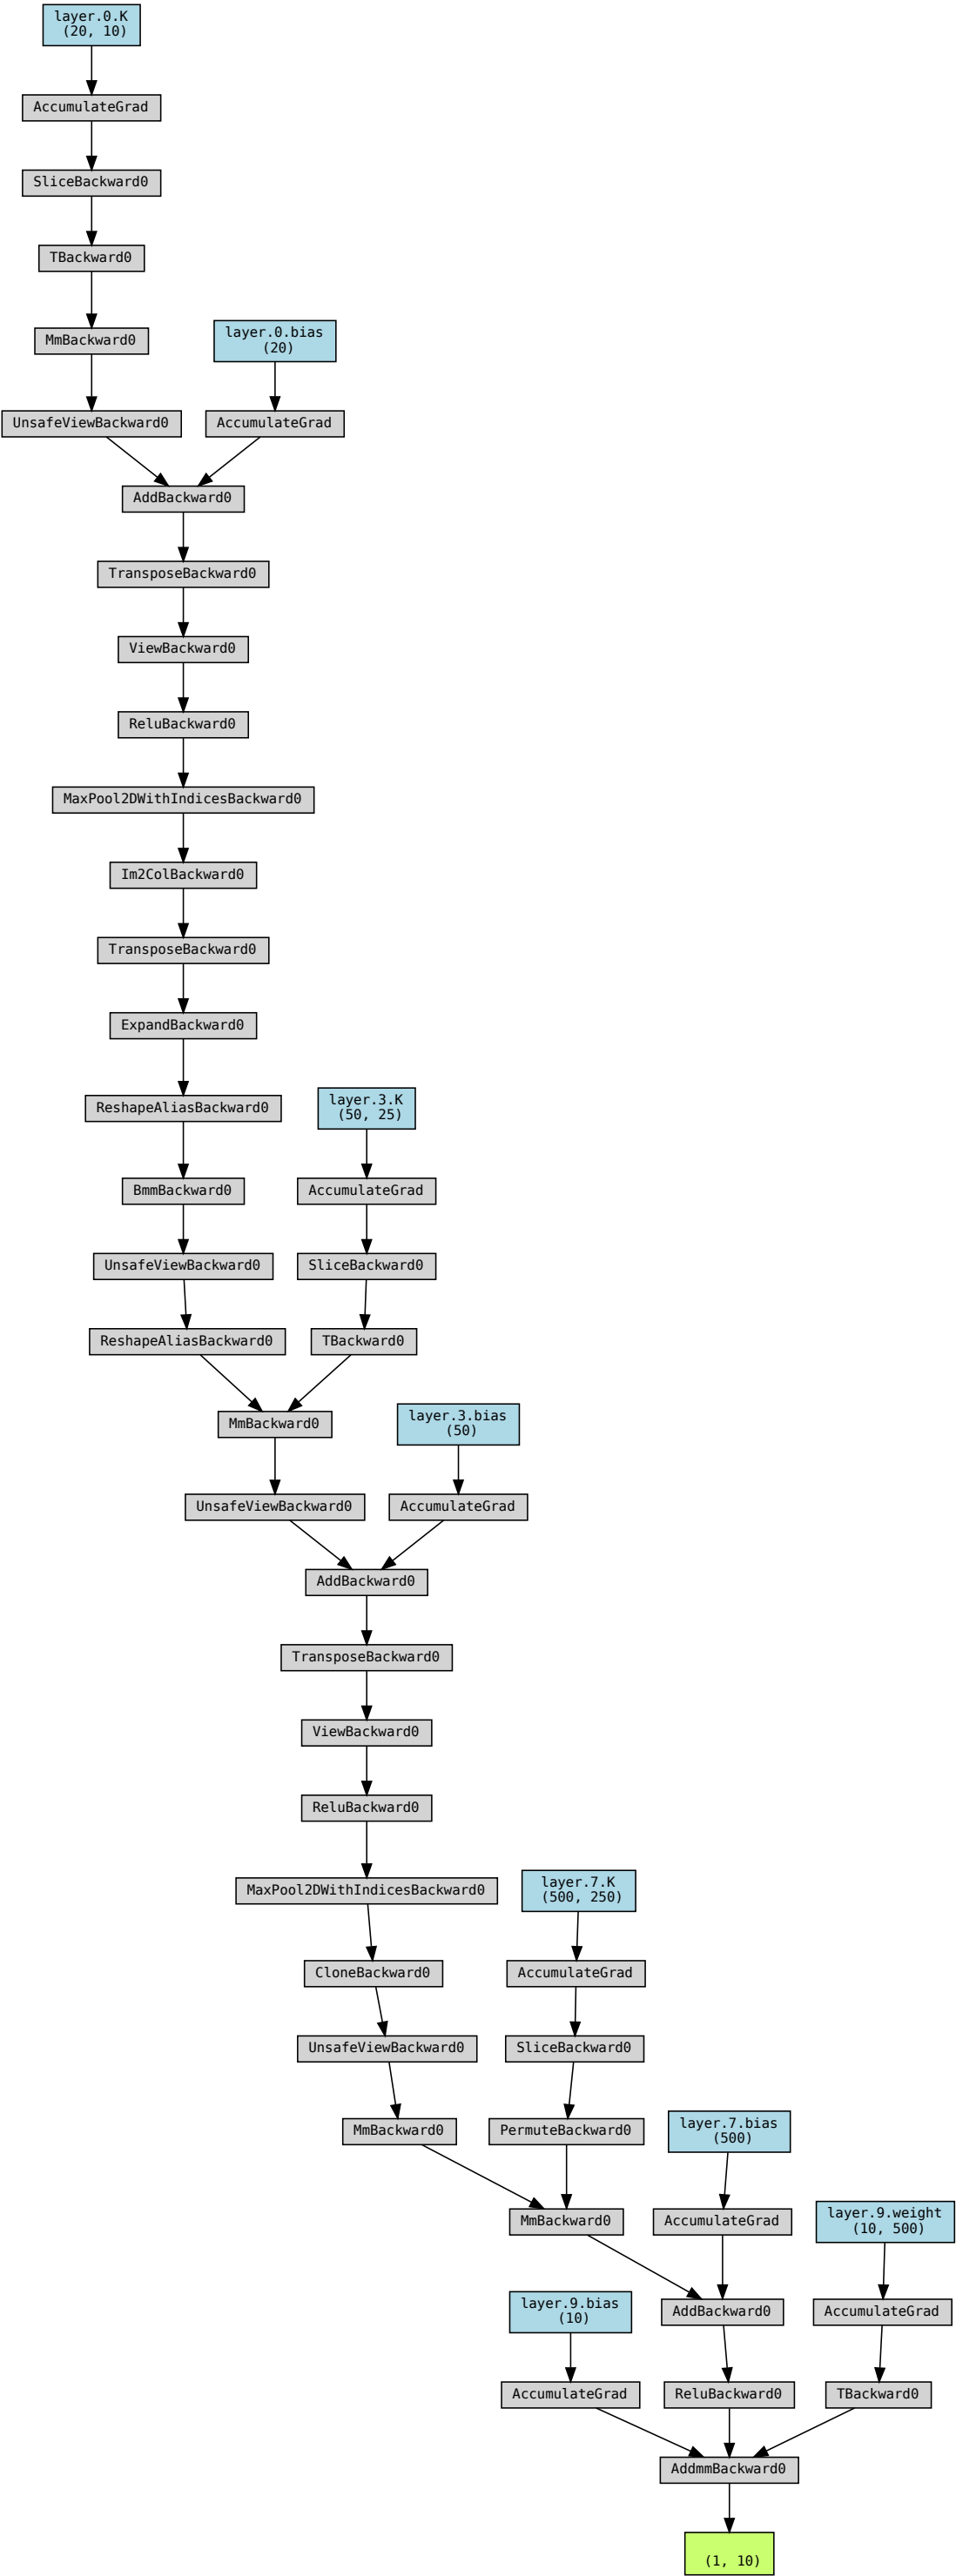 layer.0.K
(20, 10)
AccumulateGrad
SliceBackward0
TBackward0
MmBackward0
layer.0.bias
(20)
UnsafeViewBackward0
AccumulateGrad
AddBackward0
TransposeBackward0
ViewBackward0
ReluBackward0
MaxPool2DWithIndicesBackward0
Im2ColBackward0
TransposeBackward0
ExpandBackward0
ReshapeAliasBackward0
layer.3.K
(50, 25)
BmmBackward0
AccumulateGrad
UnsafeViewBackward0
SliceBackward0
ReshapeAliasBackward0
TBackward0
MmBackward0
layer.3.bias
(50)
UnsafeViewBackward0
AccumulateGrad
AddBackward0
TransposeBackward0
ViewBackward0
ReluBackward0
MaxPool2DWithIndicesBackward0
layer.7.K
(500, 250)
CloneBackward0
AccumulateGrad
UnsafeViewBackward0
SliceBackward0
MmBackward0
PermuteBackward0
layer.7.bias
(500)
MmBackward0
AccumulateGrad
layer.9.weight
(10, 500)
layer.9.bias
(10)
AddBackward0
AccumulateGrad
AccumulateGrad
ReluBackward0
TBackward0
AddmmBackward0
(1, 10)